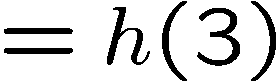 = h(3)